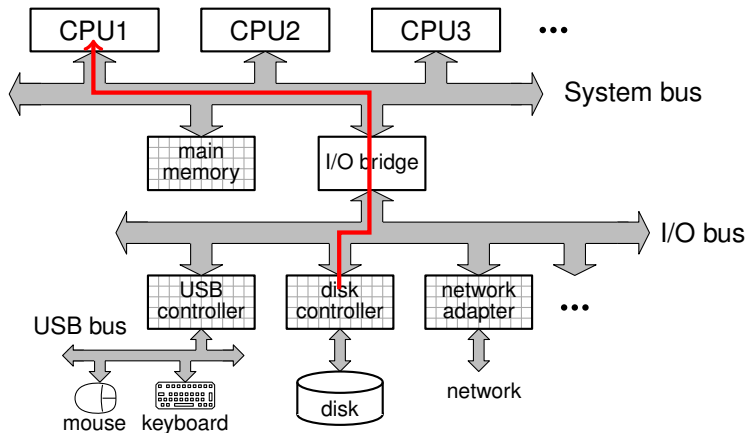 CPU1 CPU2 CPU3 •••
System bus
main
memory
I/O bridge
I/O bus
USB
controller
disk
controller
network
adapter
•••
USB bus
mouse
keyboard
disk
network